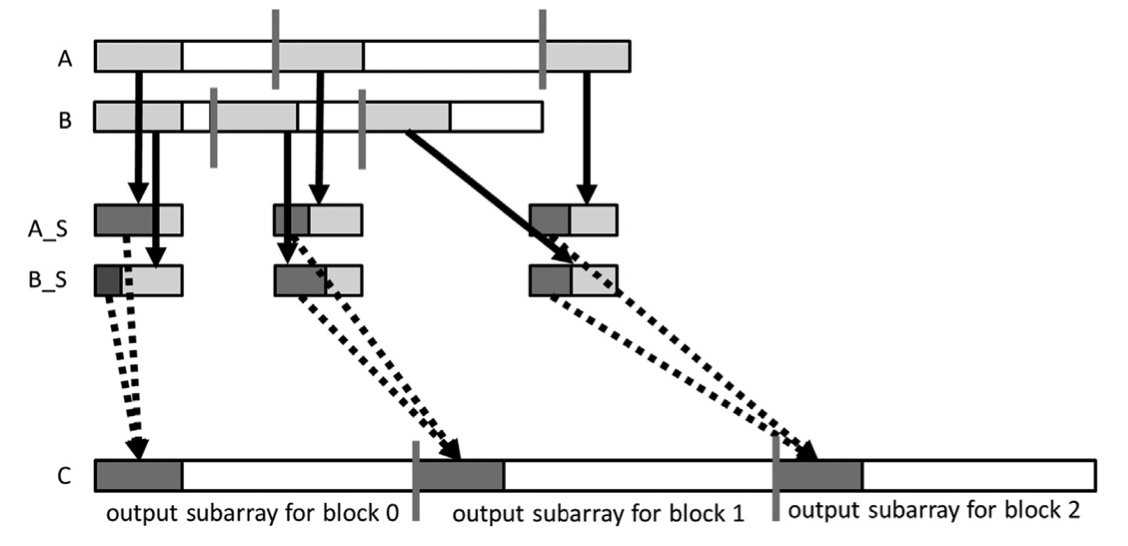 A
B
A_S
B_S
C
output subarray for block 0
output subarray for block 1
output subarray for block 2